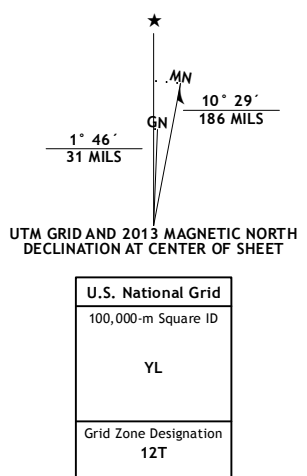 ★
MN
GN
10° 29´
186 MILS
1° 46´
31 MILS
UTM GRID AND 2013 MAGNETIC NORTH
DECLINATION AT CENTER OF SHEET
U.S. National Grid
100,000-m Square ID
YL
Grid Zone Designation
12T